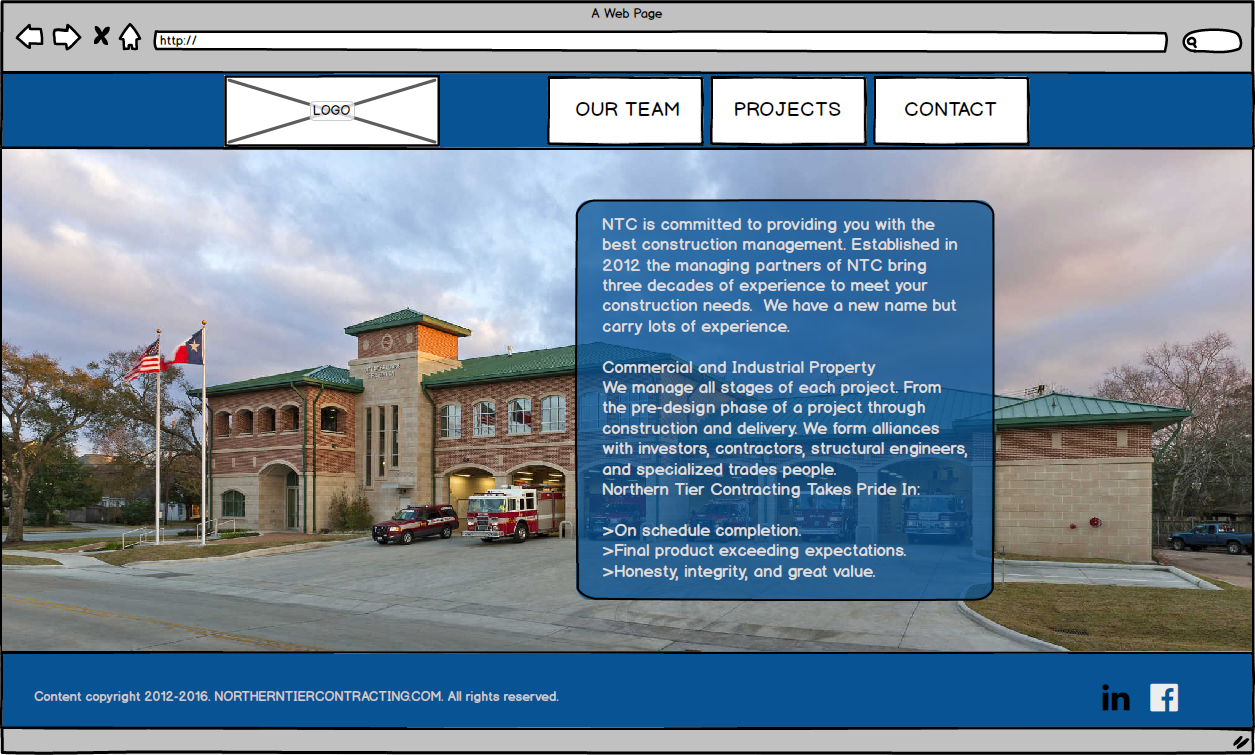 A Web Page
http://
LOGO
OUR TEAM
PROJECTS
CONTACT
NTC is committed to providing you with the
best construction management. Established in
2012 the managing partners of NTC bring
three decades of experience to meet your
construction needs.  We have a new name but
carry lots of experience.
Commercial and Industrial Property
We manage all stages of each project. From
the pre-design phase of a project through
construction and delivery. We form alliances
with investors, contractors, structural engineers,
and specialized trades people.
Northern Tier Contracting Takes Pride In:
>On schedule completion.
>Final product exceeding expectations.
>Honesty, integrity, and great value.
Content copyright 2012-2016. NORTHERNTIERCONTRACTING.COM. All rights reserved.
in
f